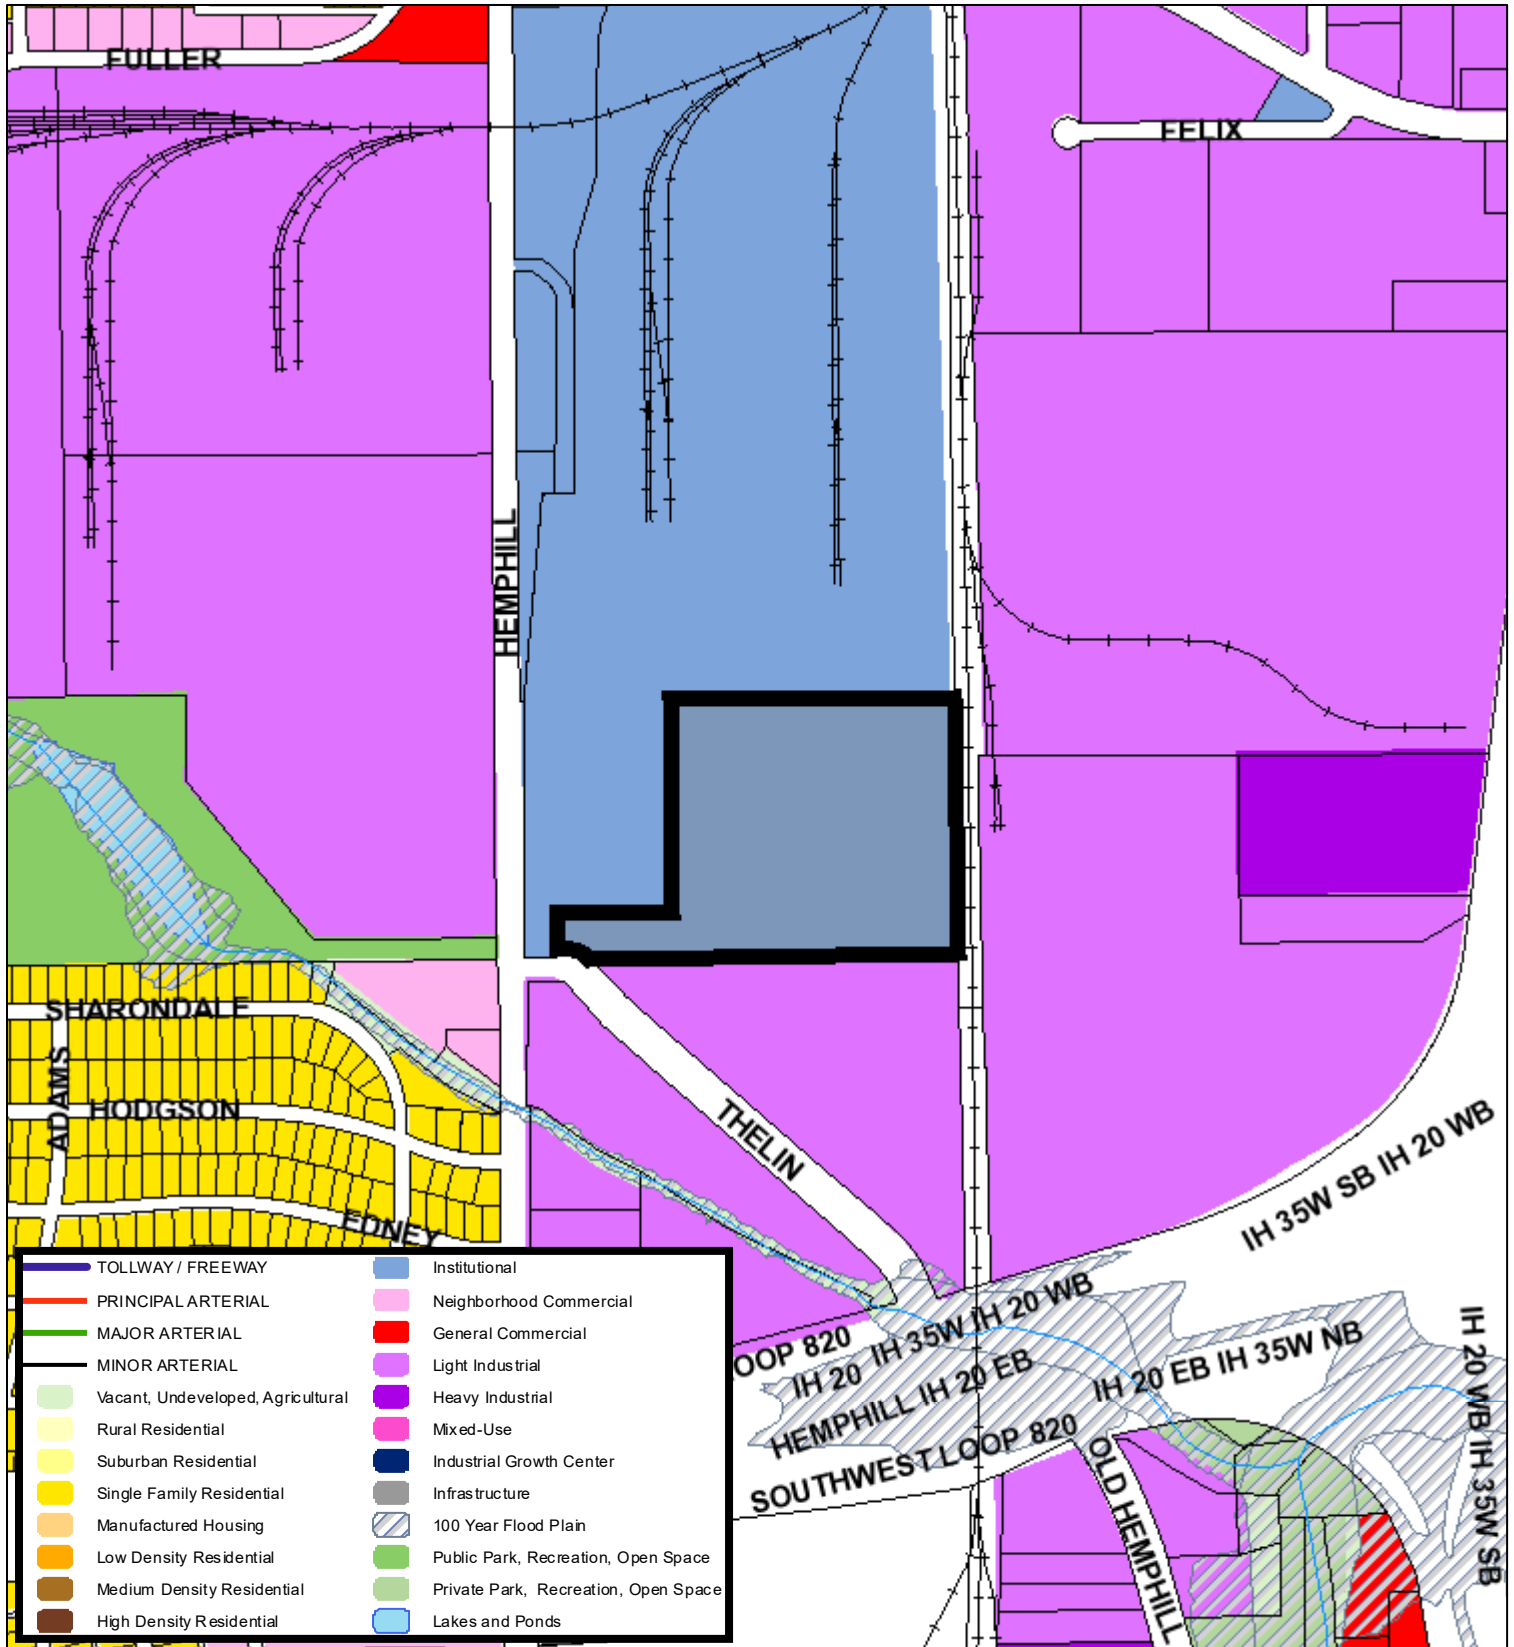 FULLER
FELIX
HEMPHILL
SHARONDALE
ADAMS
HODGSON
EDNEY
THELIN
IH 35W SB IH 20 WB
IH 35W IH 20 WB
OOP 820
IH 20
HEMPHILL IH 20 EB
IH 20 EB IH 35W NB
SOUTHWEST LOOP 820
OLD HEMPHILL
IH 20 WB IH 35W SB
TOLLWAY / FREEWAY
PRINCIPAL ARTERIAL
MAJOR ARTERIAL
MINOR ARTERIAL
Vacant, Undeveloped, Agricultural
Rural Residential
Suburban Residential
Single Family Residential
Manufactured Housing
Low Density Residential
Medium Density Residential
High Density Residential
Institutional
Neighborhood Commercial
General Commercial
Light Industrial
Heavy Industrial
Mixed-Use
Industrial Growth Center
Infrastructure
100 Year Flood Plain
Public Park, Recreation, Open Space
Private Park, Recreation, Open Space
Lakes and Ponds